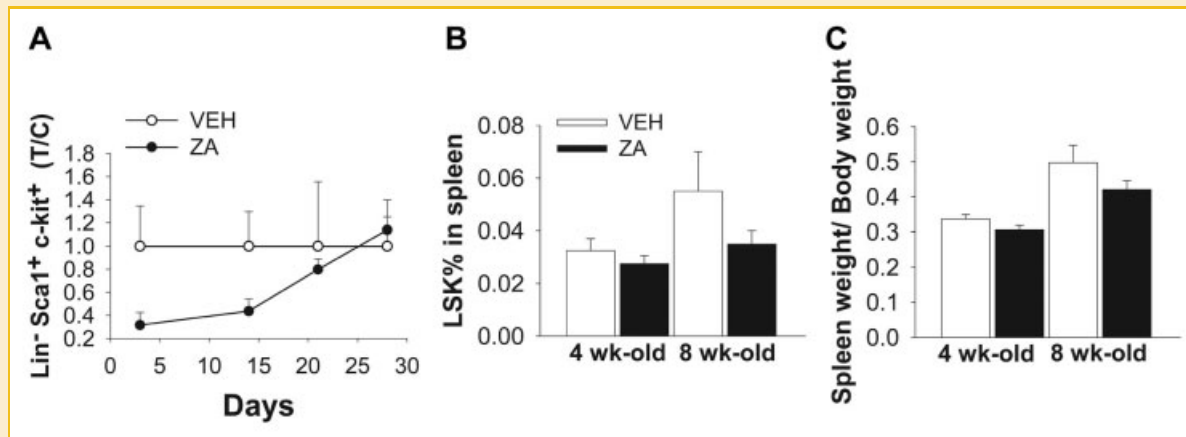 A
VEH
ZA
Lin⁻ Sca1⁺ c-kit⁺ (T/C)
1.8
1.6
1.4
1.2
1.0
0.8
0.6
0.4
0.2
0 5 10 15 20 25 30
Days
B
VEH
ZA
LSK% in spleen
0.08
0.06
0.04
0.02
0.00
4 wk-old 8 wk-old
C
Spleen weight/ Body weight
0.6
0.5
0.4
0.3
0.2
0.1
0.0
4 wk-old 8 wk-old